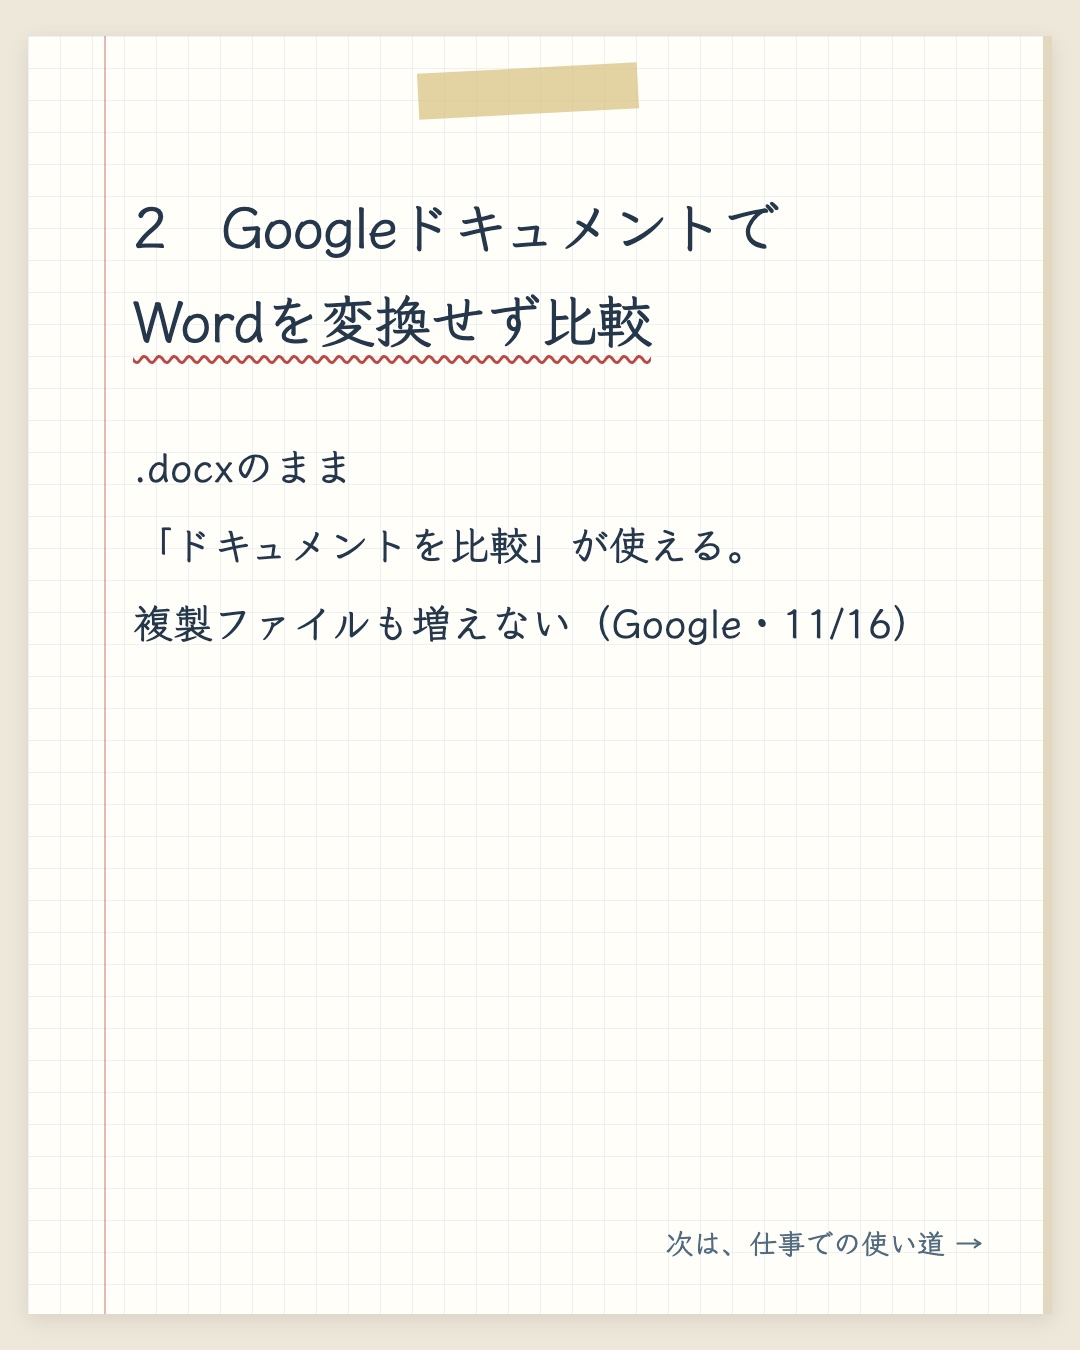 2　Googleドキュメントで
Wordを変換せず比較
.docxのまま
「ドキュメントを比較」が使える。
複製ファイルも増えない（Google・11/16）
次は、仕事での使い道 →